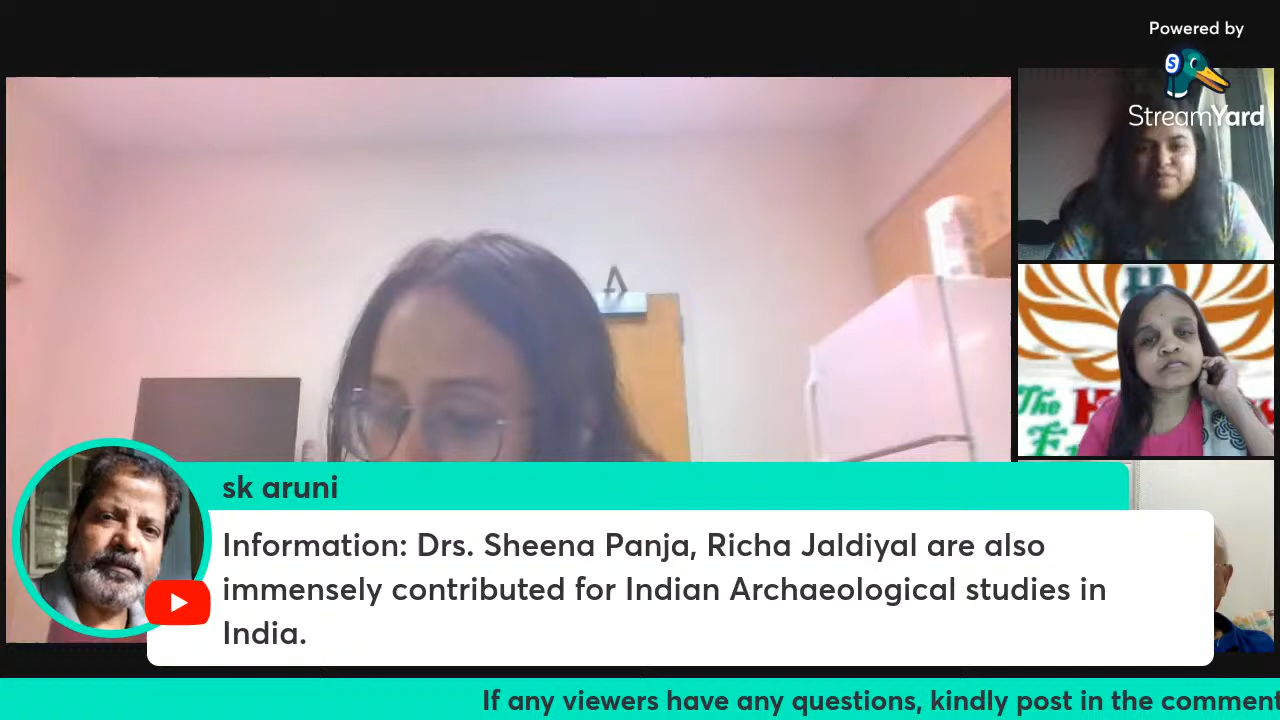 Powered by
StreamYard
H
The H
sk aruni
Information: Drs. Sheena Panja, Richa Jaldiyal are also
immensely contributed for Indian Archaeological studies in
India.
If any viewers have any questions, kindly post in the comment